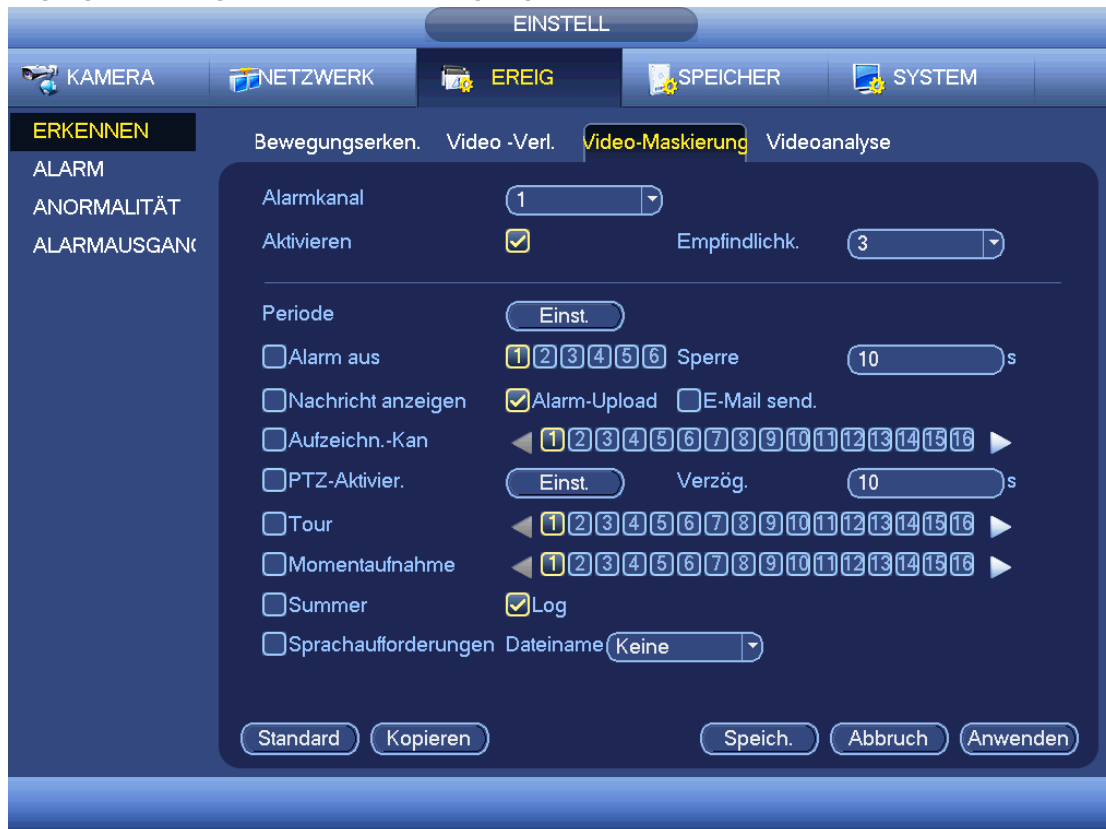 EINSTELL
KAMERA NETZWERK EREIG SPEICHER SYSTEM
ERKENNEN
ALARM
ANORMALITÄT
ALARMAUSGANG
Bewegungserken. Video -Verl. Video-Maskierung Videoanalyse
Alarmkanal 1
Aktivieren Empfindlichk. 3
Periode Einst.
Alarm aus 1 2 3 4 5 6 Sperre 10 s
Nachricht anzeigen Alarm-Upload E-Mail send.
Aufzeichn.-Kan 1 2 3 4 5 6 7 8 9 10 11 12 13 14 15 16
PTZ-Aktivier. Einst. Verzög. 10 s
Tour 1 2 3 4 5 6 7 8 9 10 11 12 13 14 15 16
Momentaufnahme 1 2 3 4 5 6 7 8 9 10 11 12 13 14 15 16
Summer Log
Sprachaufforderungen Dateiname Keine
Standard Kopieren Speich. Abbruch Anwenden